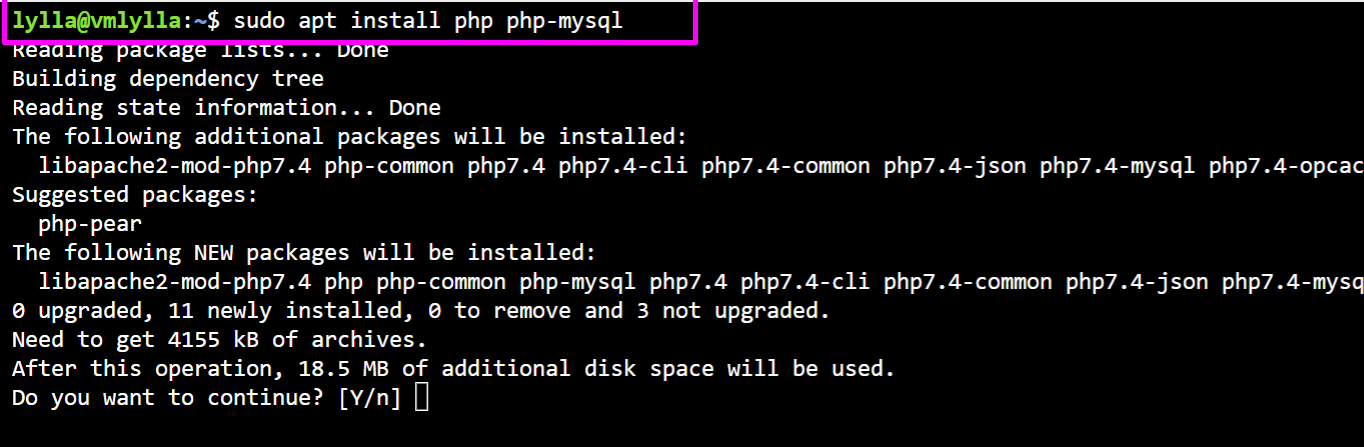 lylla@vmlylla:~$ sudo apt install php php-mysql
Reading package lists... Done
Building dependency tree
Reading state information... Done
The following additional packages will be installed:
  libapache2-mod-php7.4 php-common php7.4 php7.4-cli php7.4-common php7.4-json php7.4-mysql php7.4-opcac
Suggested packages:
  php-pear
The following NEW packages will be installed:
  libapache2-mod-php7.4 php php-common php-mysql php7.4 php7.4-cli php7.4-common php7.4-json php7.4-mysq
0 upgraded, 11 newly installed, 0 to remove and 3 not upgraded.
Need to get 4155 kB of archives.
After this operation, 18.5 MB of additional disk space will be used.
Do you want to continue? [Y/n]